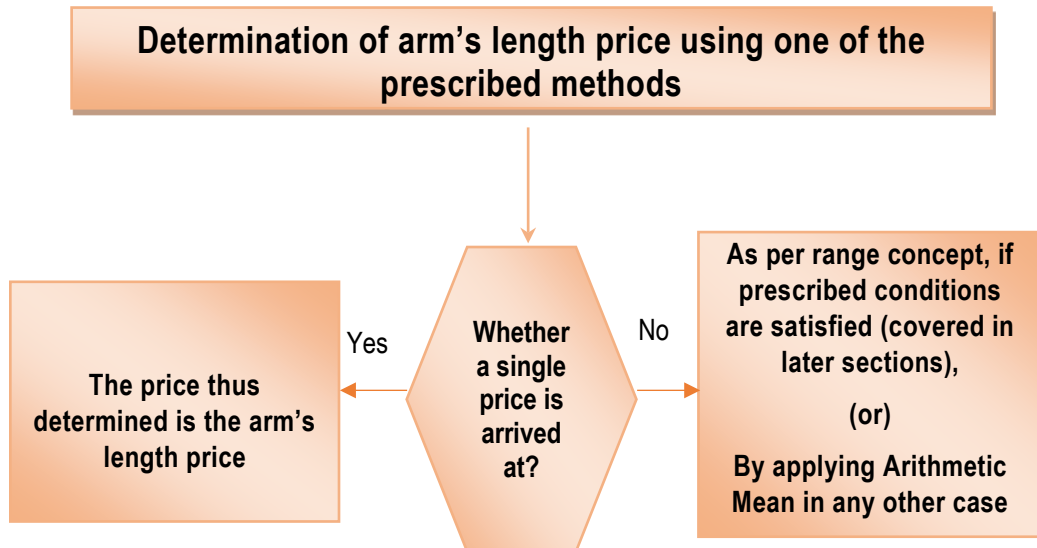 Determination of arm’s length price using one of the
prescribed methods
The price thus
determined is the arm’s
length price
Yes
Whether
a single
price is
arrived
at?
No
As per range concept, if
prescribed conditions
are satisfied (covered in
later sections),
(or)
By applying Arithmetic
Mean in any other case